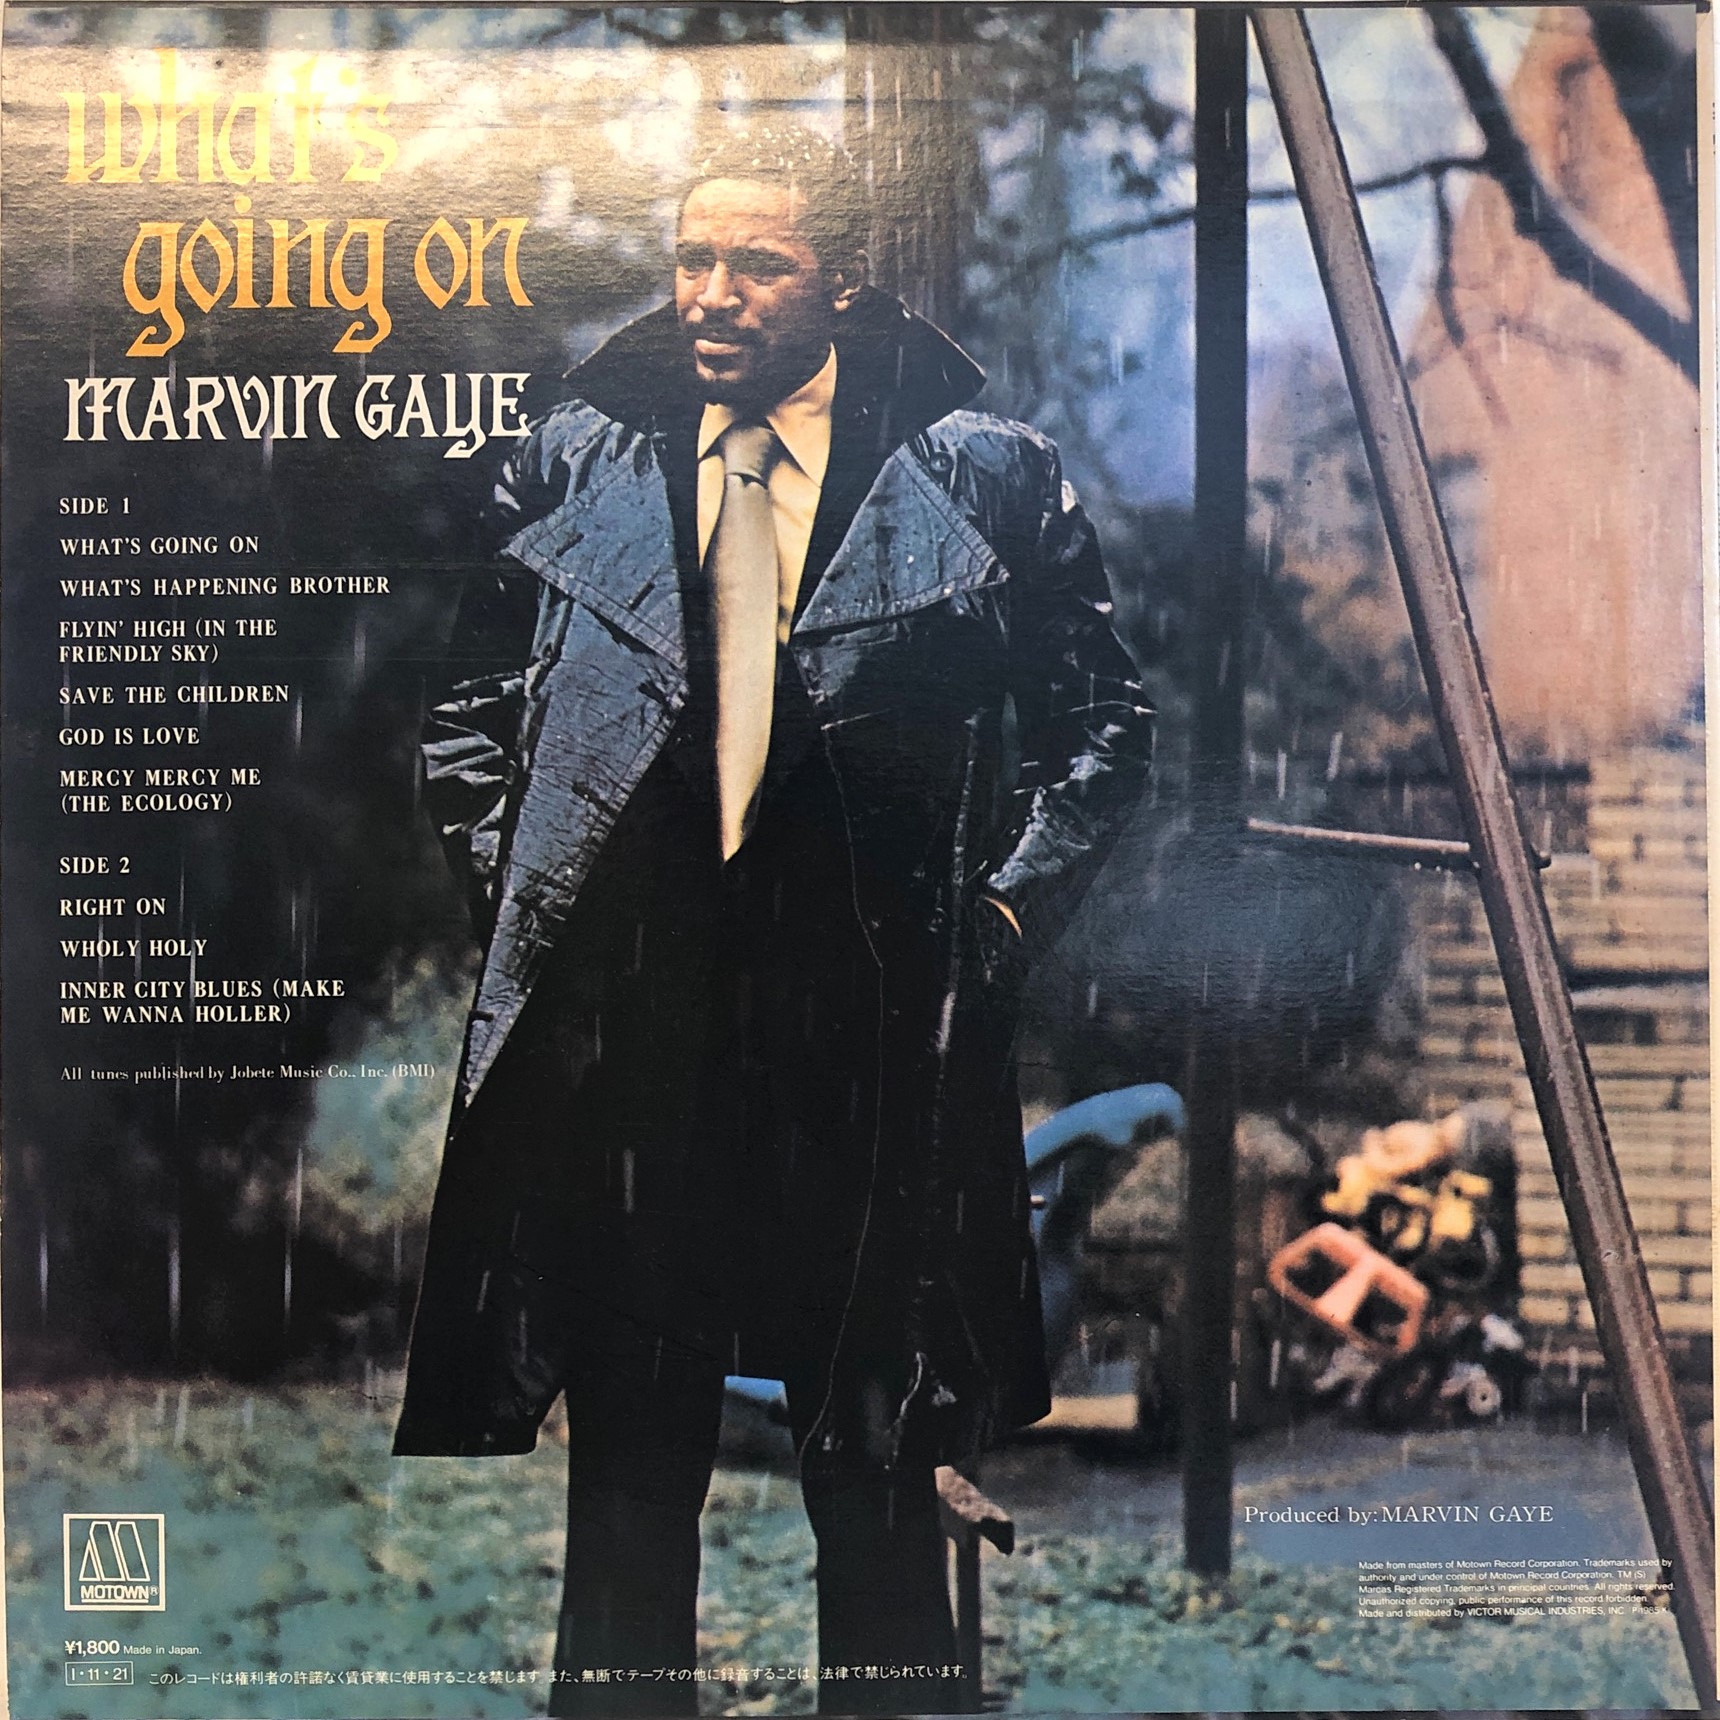 what's
going on
MARVIN GAYE
SIDE 1
WHAT'S GOING ON
WHAT'S HAPPENING BROTHER
FLYIN' HIGH (IN THE
FRIENDLY SKY)
SAVE THE CHILDREN
GOD IS LOVE
MERCY MERCY ME
(THE ECOLOGY)
SIDE 2
RIGHT ON
WHOLY HOLY
INNER CITY BLUES (MAKE
ME WANNA HOLLER)
All tunes published by Jobete Music Co., Inc. (BMI)
Produced by: MARVIN GAYE
Made from masters of Motown Record Corporation. Trademarks used by
authority and under control of Motown Record Corporation. TM (S)
Marcas Registered Trademarks in principal countries. All rights reserved.
Unauthorized copying, public performance of this record forbidden.
Made and distributed by VICTOR MUSICAL INDUSTRIES, INC.
MOTOWN®
¥1,800 Made in Japan.
I・11・21 このレコードは権利者の許諾なく賃貸業に使用することを禁じます。また、無断でテープその他に録音することは、法律で禁じられています。